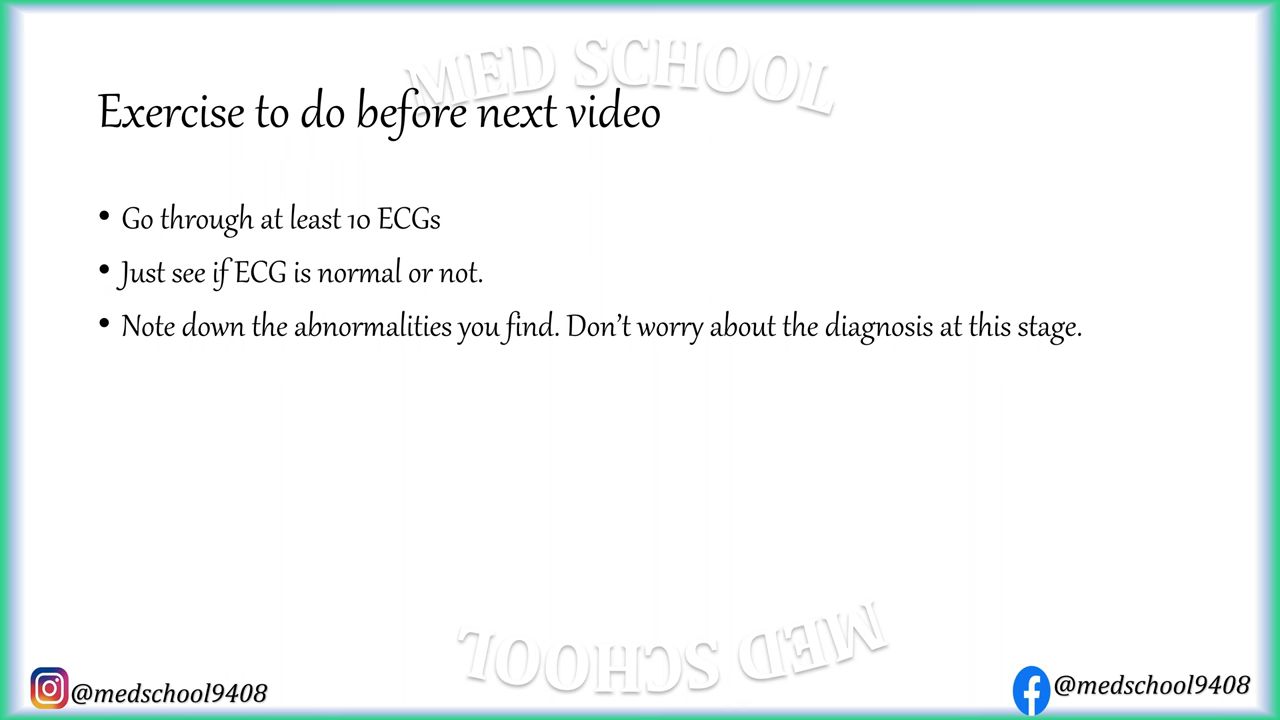 MED SCHOOL
Exercise to do before next video
• Go through at least 10 ECGs
• Just see if ECG is normal or not.
• Note down the abnormalities you find. Don't worry about the diagnosis at this stage.
MED SCHOOL
@medschool9408
@medschool9408